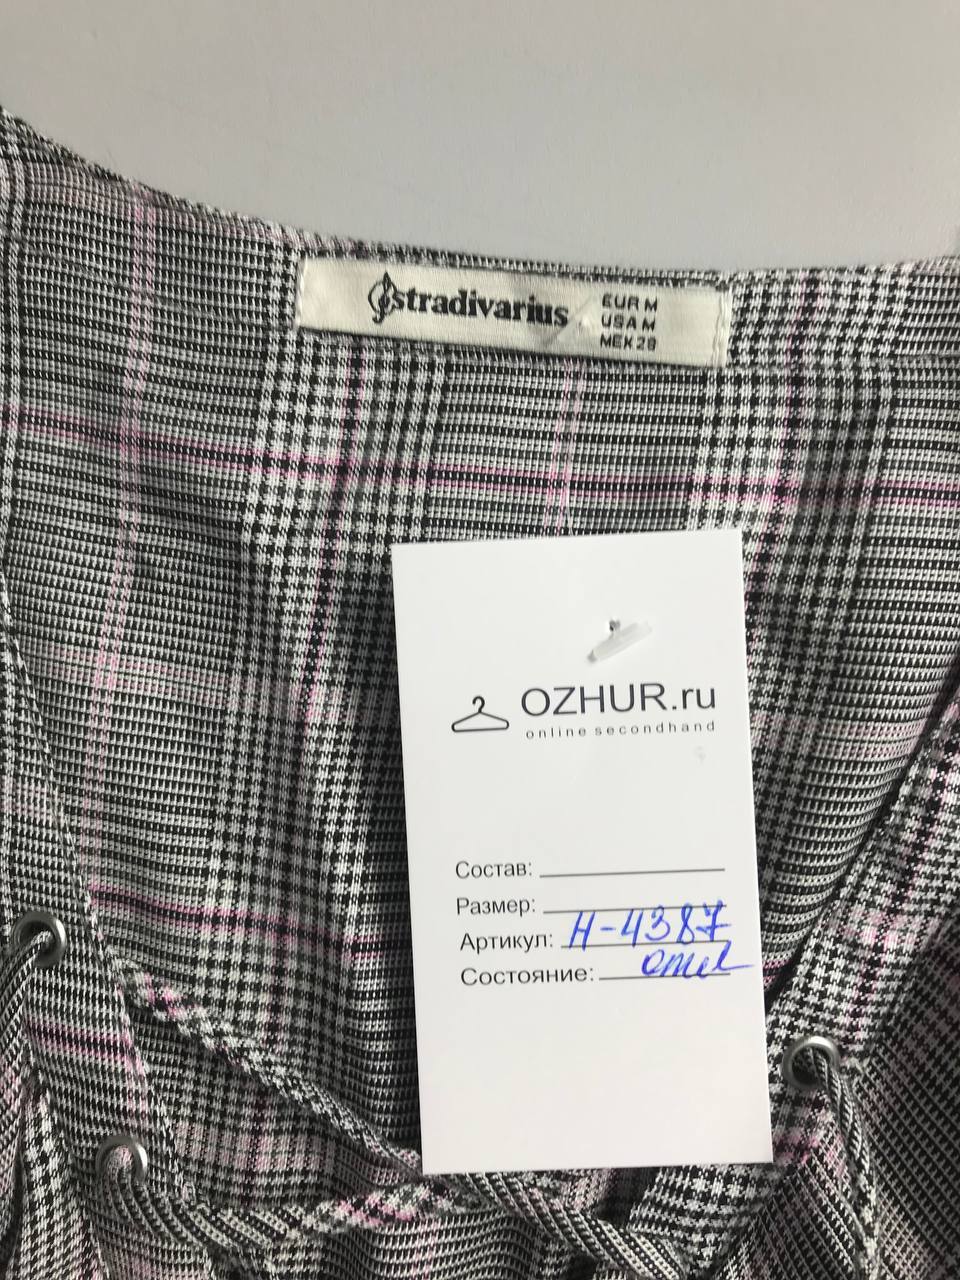 stradivarius
EUR M
USA M
MEX 28
OZHUR.ru
online secondhand
Состав:
Размер:
Артикул: Н-4387
Состояние: отл